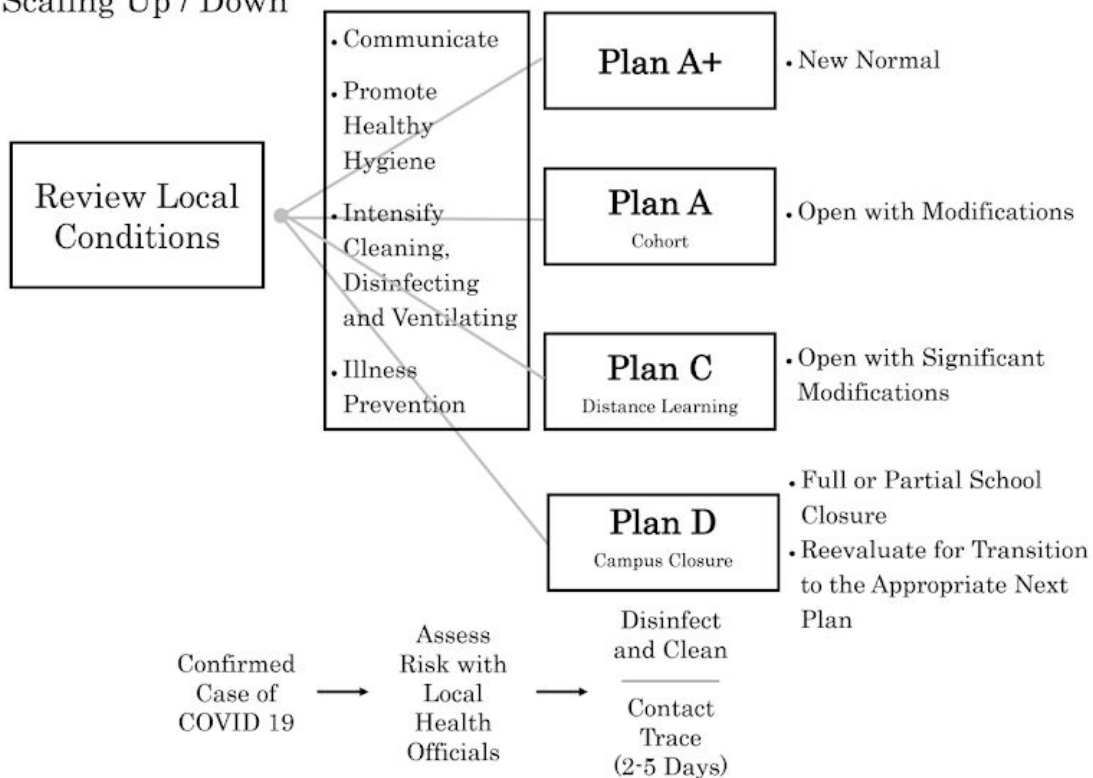 Scaling Up / Down
Review Local
Conditions
• Communicate
• Promote
Healthy
Hygiene
• Intensify
Cleaning,
Disinfecting
and Ventilating
• Illness
Prevention
Plan A+
• New Normal
Plan A
Cohort
• Open with Modifications
Plan C
Distance Learning
• Open with Significant
Modifications
Plan D
Campus Closure
• Full or Partial School
Closure
• Reevaluate for Transition
to the Appropriate Next
Plan
Confirmed
Case of
COVID 19
Assess
Risk with
Local
Health
Officials
Disinfect
and Clean
Contact
Trace
(2-5 Days)